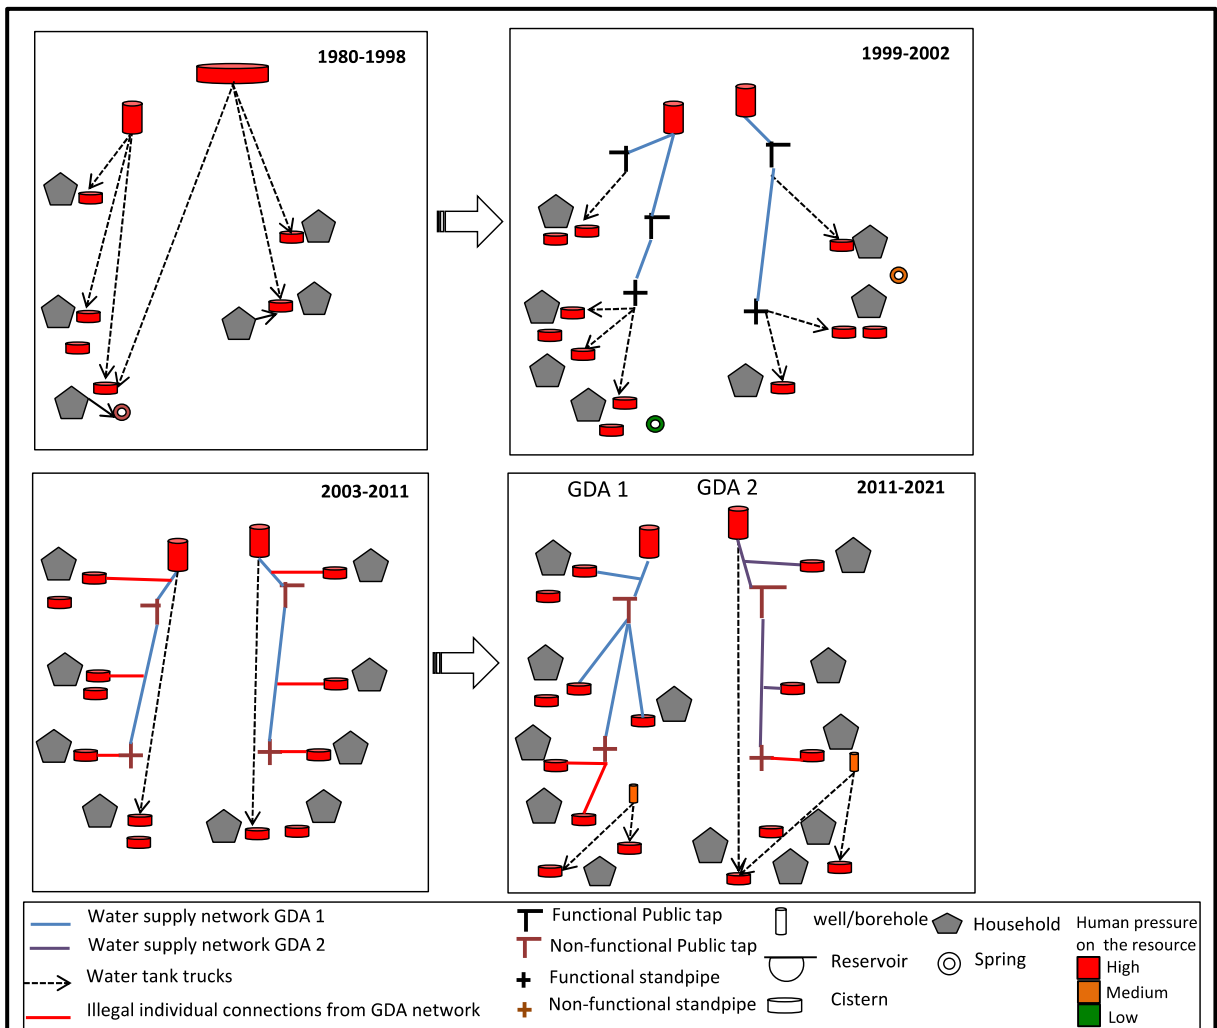 1980-1998
1999-2002
2003-2011
GDA 1
GDA 2
2011-2021
Water supply network GDA 1
Water supply network GDA 2
Water tank trucks
Illegal individual connections from GDA network
Functional Public tap
Non-functional Public tap
Functional standpipe
Non-functional standpipe
well/borehole
Reservoir
Cistern
Household
Spring
Human pressure
on the resource
High
Medium
Low